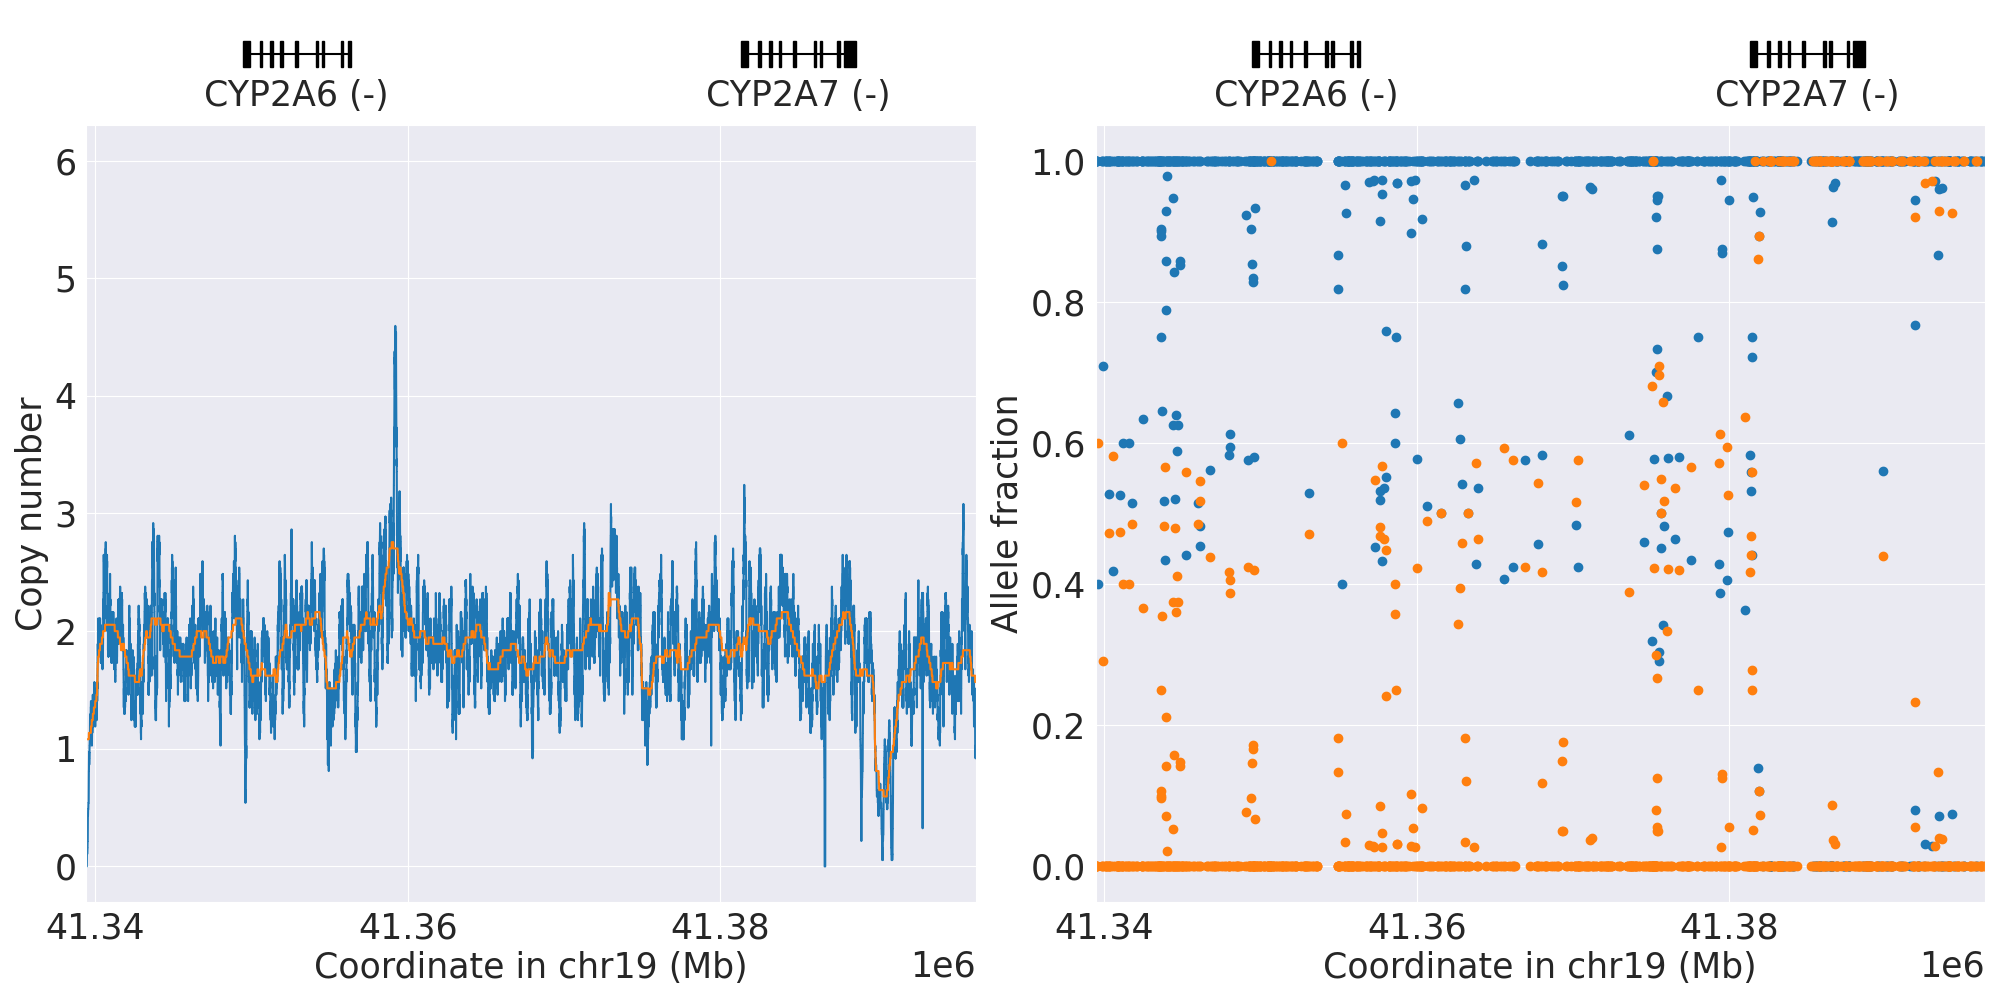 CYP2A6 (-)
CYP2A7 (-)
6
5
4
3
2
1
0
Copy number
41.34
41.36
41.38
Coordinate in chr19 (Mb)
1e6
CYP2A6 (-)
CYP2A7 (-)
1.0
0.8
0.6
0.4
0.2
0.0
Allele fraction
41.34
41.36
41.38
Coordinate in chr19 (Mb)
1e6